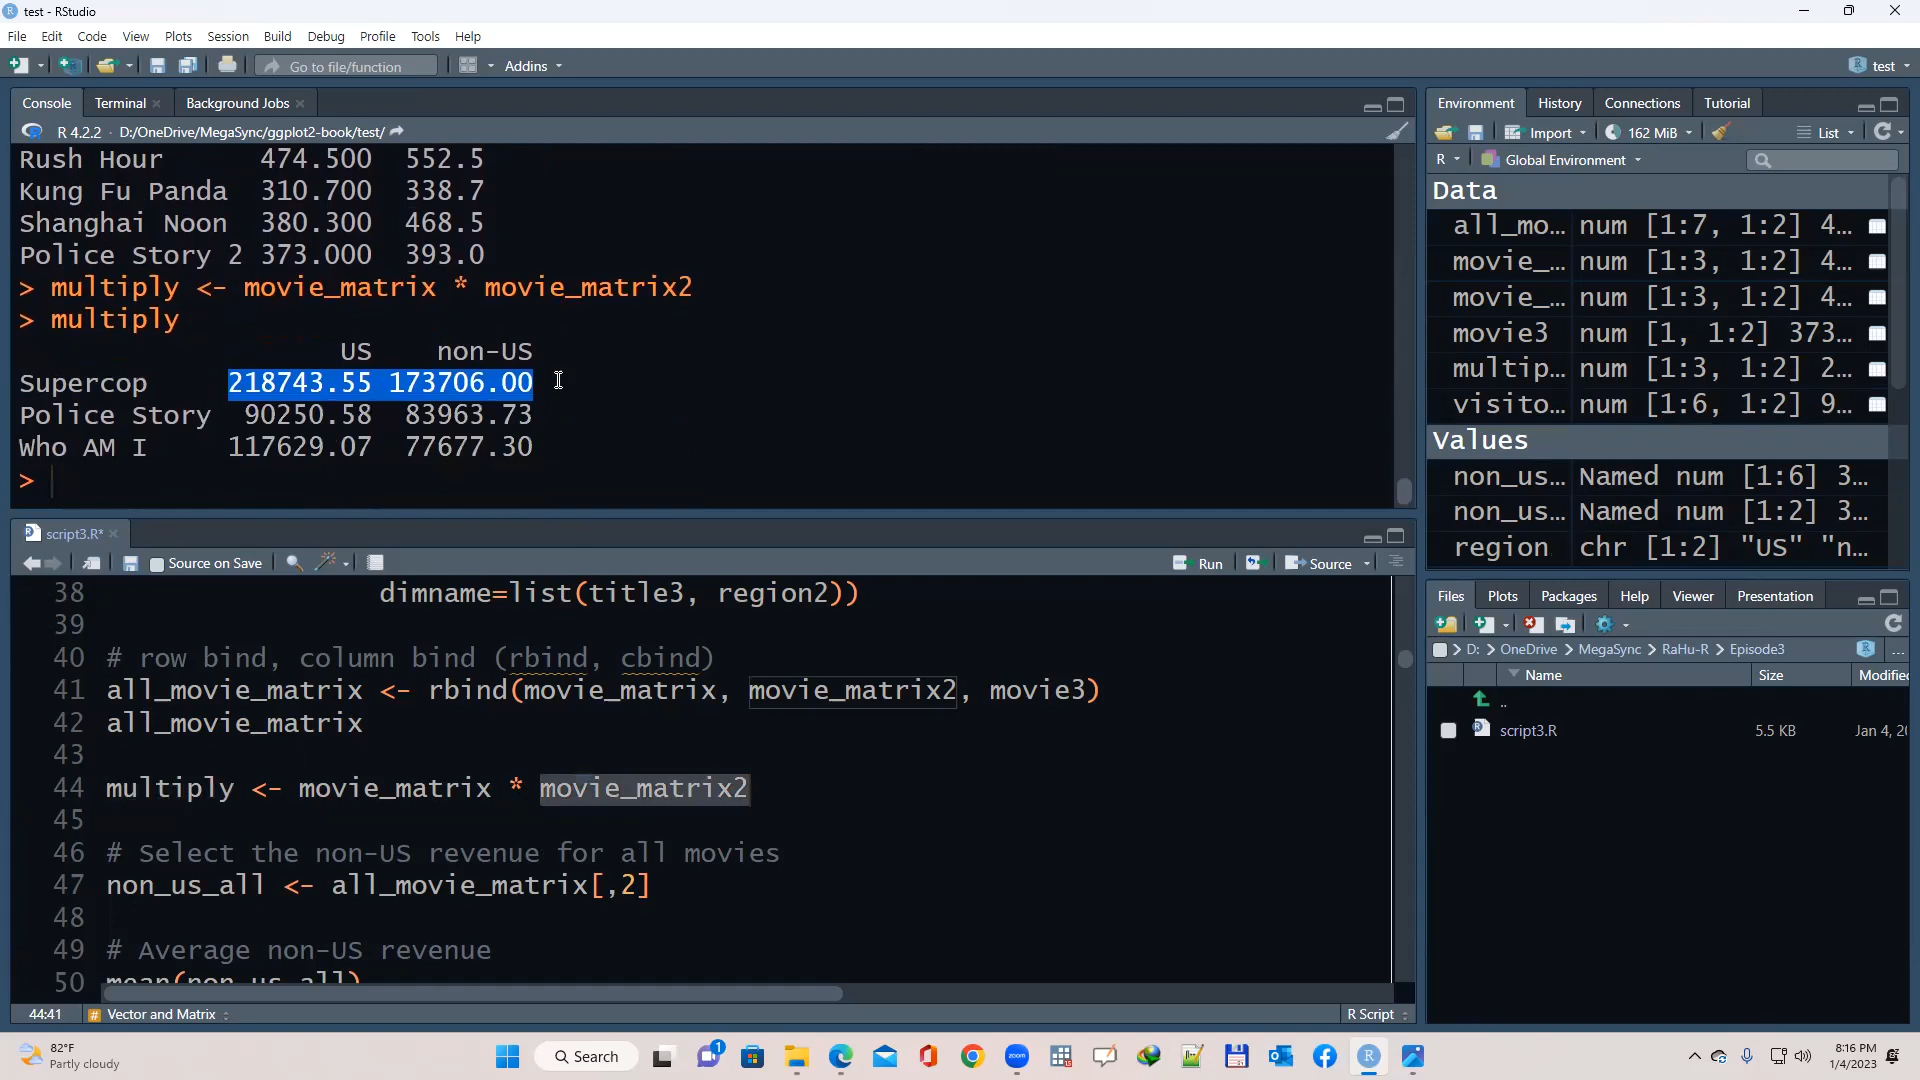 test - RStudio
File Edit Code View Plots Session Build Debug Profile Tools Help
Go to file/function Addins test
Console Terminal Background Jobs
R 4.2.2 · D:/OneDrive/MegaSync/ggplot2-book/test/
Rush Hour 474.500 552.5
Kung Fu Panda 310.700 338.7
Shanghai Noon 380.300 468.5
Police Story 2 373.000 393.0
> multiply <- movie_matrix * movie_matrix2
> multiply
US non-US
Supercop 218743.55 173706.00
Police Story 90250.58 83963.73
Who AM I 117629.07 77677.30
>
script3.R*
Source on Save Run Source
38 dimname=list(title3, region2))
39
40 # row bind, column bind (rbind, cbind)
41 all_movie_matrix <- rbind(movie_matrix, movie_matrix2, movie3)
42 all_movie_matrix
43
44 multiply <- movie_matrix * movie_matrix2
45
46 # Select the non-US revenue for all movies
47 non_us_all <- all_movie_matrix[,2]
48
49 # Average non-US revenue
50 mean(non_us_all)
44:41 # Vector and Matrix R Script
Environment History Connections Tutorial
Import 162 MiB List
R Global Environment
Data
all_mo… num [1:7, 1:2] 4…
movie_… num [1:3, 1:2] 4…
movie_… num [1:3, 1:2] 4…
movie3 num [1, 1:2] 373…
multip… num [1:3, 1:2] 2…
visito… num [1:6, 1:2] 9…
Values
non_us… Named num [1:6] 3…
non_us… Named num [1:2] 3…
region chr [1:2] "US" "n…
Files Plots Packages Help Viewer Presentation
D: > OneDrive > MegaSync > RaHu-R > Episode3 ...
Name Size Modified
..
script3.R 5.5 KB Jan 4, 20
82°F
Partly cloudy
Search
1
zoom
8:16 PM
1/4/2023